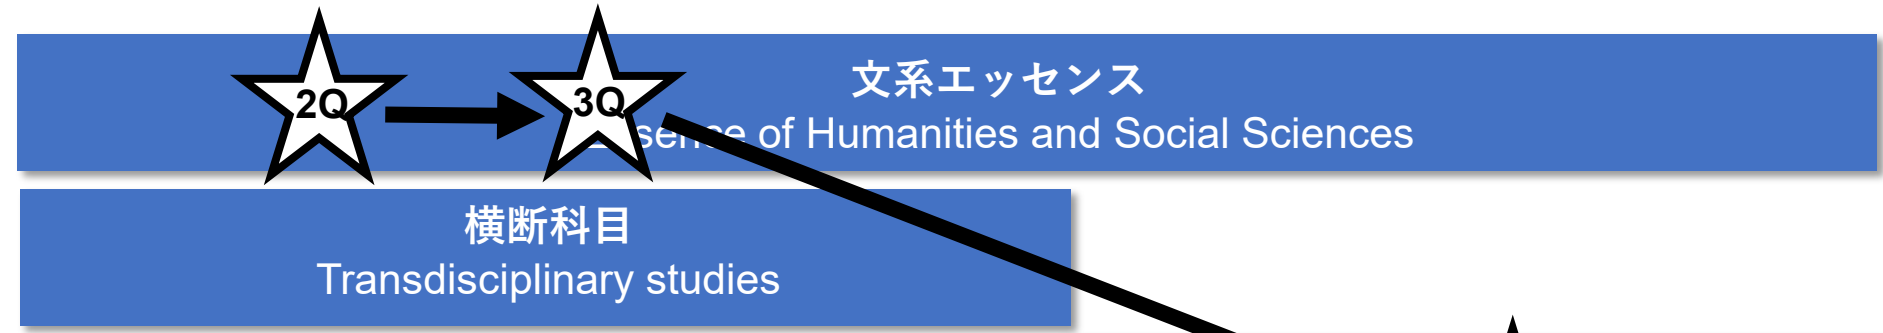 2Q
3Q
文系エッセンス
of Humanities and Social Sciences
横断科目
Transdisciplinary studies